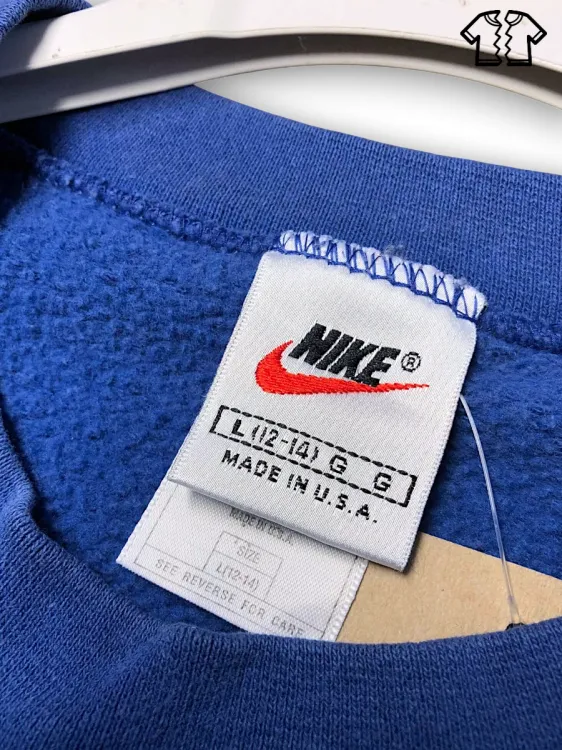 NIKE®
L(12-14) G G
MADE IN U.S.A.
MADE IN U.S.A.
SIZE
L(12-14)
SEE REVERSE FOR CARE